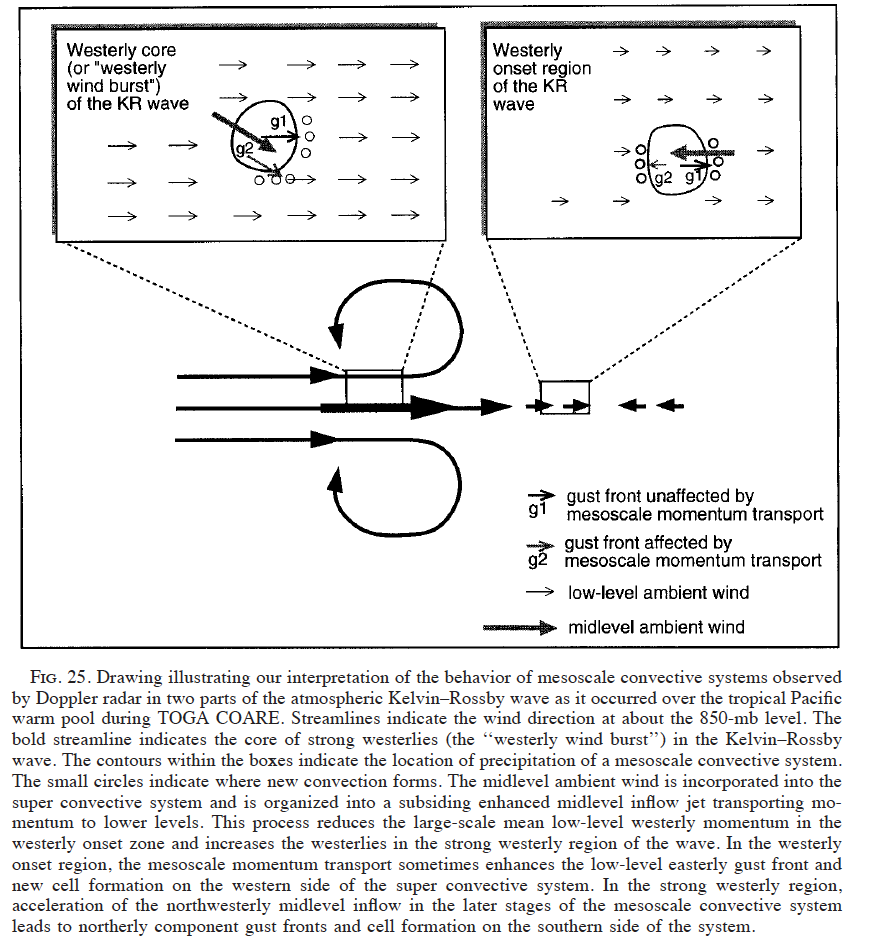 Westerly core
(or "westerly
wind burst")
of the KR wave
g1
g2
Westerly
onset region
of the KR
wave
g2 g1
g1 gust front unaffected by
mesoscale momentum transport
g2 gust front affected by
mesoscale momentum transport
low-level ambient wind
midlevel ambient wind
FIG. 25. Drawing illustrating our interpretation of the behavior of mesoscale convective systems observed
by Doppler radar in two parts of the atmospheric Kelvin–Rossby wave as it occurred over the tropical Pacific
warm pool during TOGA COARE. Streamlines indicate the wind direction at about the 850-mb level. The
bold streamline indicates the core of strong westerlies (the “westerly wind burst”) in the Kelvin–Rossby
wave. The contours within the boxes indicate the location of precipitation of a mesoscale convective system.
The small circles indicate where new convection forms. The midlevel ambient wind is incorporated into the
super convective system and is organized into a subsiding enhanced midlevel inflow jet transporting mo-
mentum to lower levels. This process reduces the large-scale mean low-level westerly momentum in the
westerly onset zone and increases the westerlies in the strong westerly region of the wave. In the westerly
onset region, the mesoscale momentum transport sometimes enhances the low-level easterly gust front and
new cell formation on the western side of the super convective system. In the strong westerly region,
acceleration of the northwesterly midlevel inflow in the later stages of the mesoscale convective system
leads to northerly component gust fronts and cell formation on the southern side of the system.